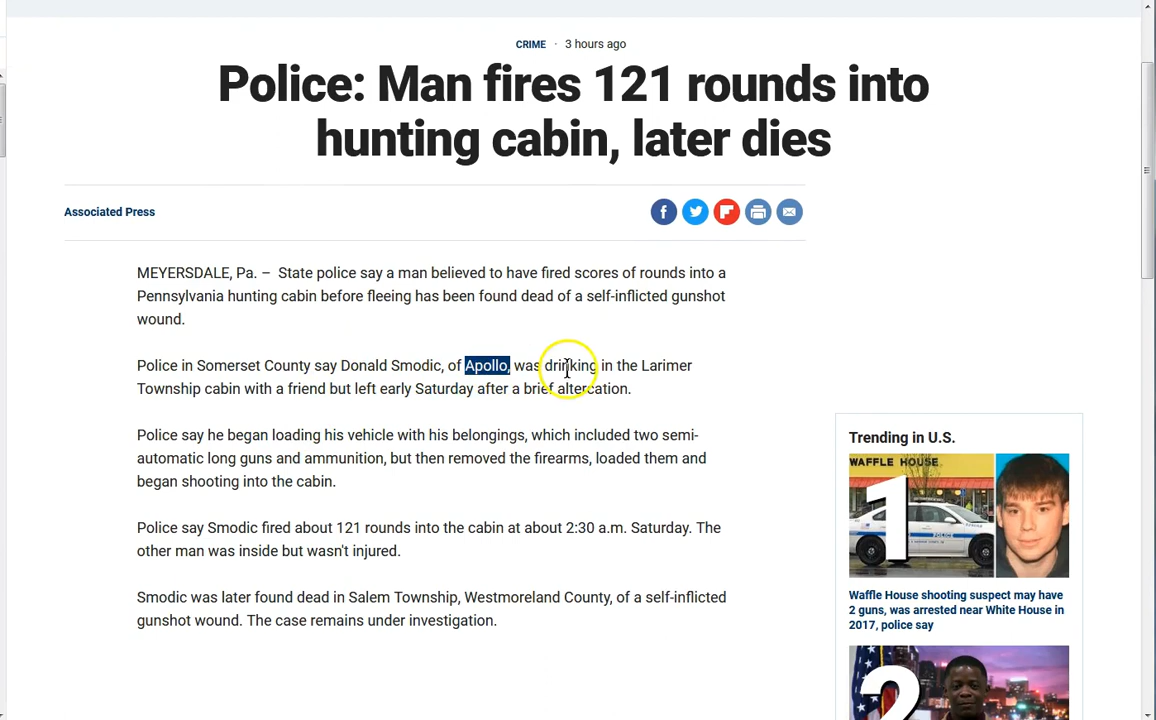 CRIME · 3 hours ago
Police: Man fires 121 rounds into
hunting cabin, later dies
Associated Press
MEYERSDALE, Pa. – State police say a man believed to have fired scores of rounds into a
Pennsylvania hunting cabin before fleeing has been found dead of a self-inflicted gunshot
wound.
Police in Somerset County say Donald Smodic, of Apollo, was drinking in the Larimer
Township cabin with a friend but left early Saturday after a brief altercation.
Police say he began loading his vehicle with his belongings, which included two semi-
automatic long guns and ammunition, but then removed the firearms, loaded them and
began shooting into the cabin.
Police say Smodic fired about 121 rounds into the cabin at about 2:30 a.m. Saturday. The
other man was inside but wasn't injured.
Smodic was later found dead in Salem Township, Westmoreland County, of a self-inflicted
gunshot wound. The case remains under investigation.
Trending in U.S.
WAFFLE HOUSE
1
POLICE
Waffle House shooting suspect may have
2 guns, was arrested near White House in
2017, police say
2